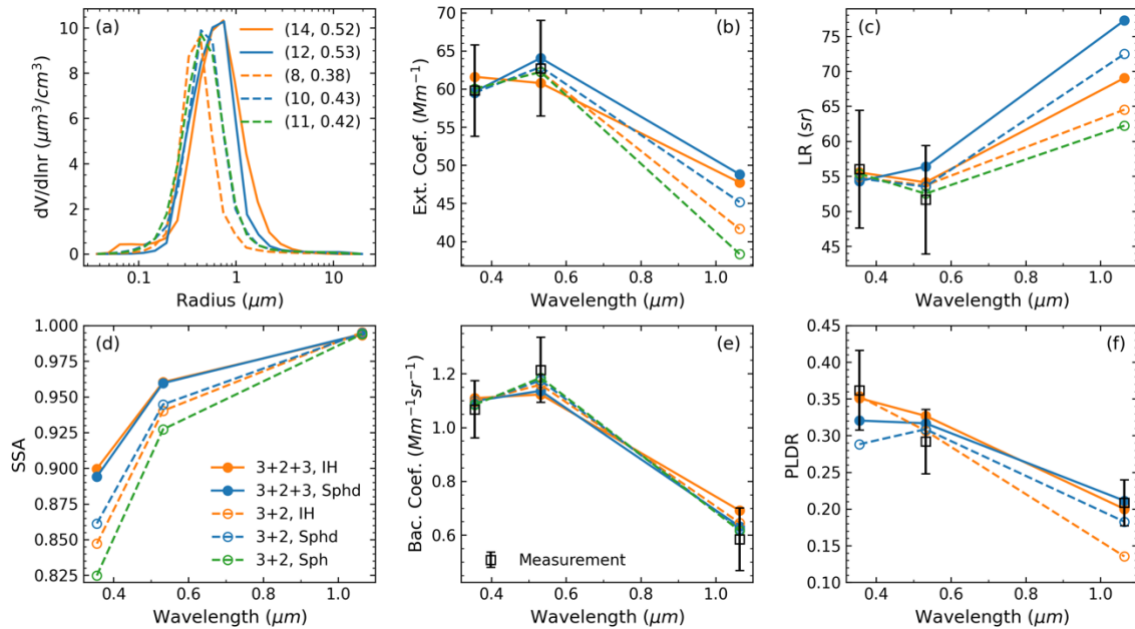 (a)
(14, 0.52)
(12, 0.53)
(8, 0.38)
(10, 0.43)
(11, 0.42)
dV/dlnr (μm³/cm³)
10
8
6
4
2
0
0.1
1
10
Radius (μm)
(b)
Ext. Coef. (Mm⁻¹)
70
65
60
55
50
45
40
0.4
0.6
0.8
1.0
Wavelength (μm)
(c)
LR (sr)
75
70
65
60
55
50
45
0.4
0.6
0.8
1.0
Wavelength (μm)
(d)
SSA
1.000
0.975
0.950
0.925
0.900
0.875
0.850
0.825
3+2+3, IH
3+2+3, Sphd
3+2, IH
3+2, Sphd
3+2, Sph
0.4
0.6
0.8
1.0
Wavelength (μm)
(e)
Bac. Coef. (Mm⁻¹sr⁻¹)
1.2
1.0
0.8
0.6
Measurement
0.4
0.6
0.8
1.0
Wavelength (μm)
(f)
PLDR
0.45
0.40
0.35
0.30
0.25
0.20
0.15
0.10
0.4
0.6
0.8
1.0
Wavelength (μm)